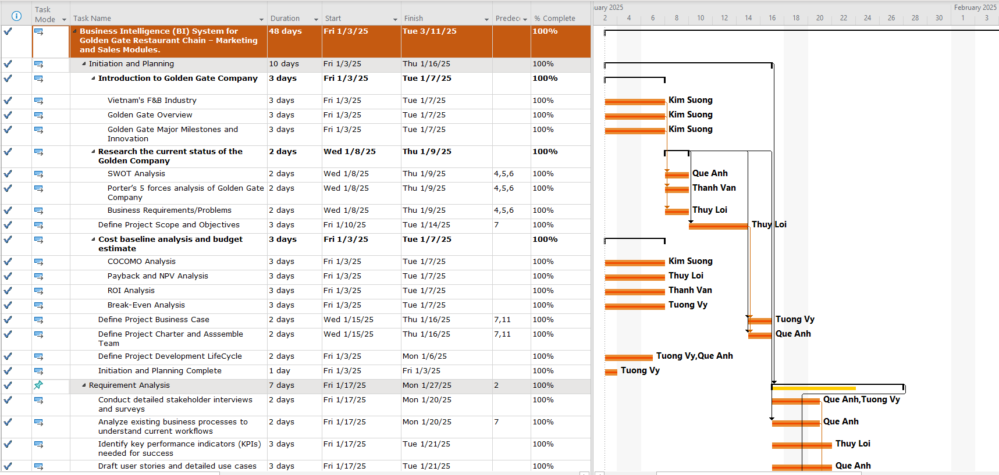 uary 2025 February 2025
Task Mode Task Name Duration Start Finish Predec % Complete 2 4 6 8 10 12 14 16 18 20 22 24 26 28 30 1 3
Business Intelligence (BI) System for 48 days Fri 1/3/25 Tue 3/11/25 100%
Golden Gate Restaurant Chain – Marketing
and Sales Modules.
Initiation and Planning 10 days Fri 1/3/25 Thu 1/16/25 100%
Introduction to Golden Gate Company 3 days Fri 1/3/25 Tue 1/7/25 100%
Vietnam's F&B Industry 3 days Fri 1/3/25 Tue 1/7/25 100% Kim Suong
Golden Gate Overview 3 days Fri 1/3/25 Tue 1/7/25 100% Kim Suong
Golden Gate Major Milestones and 3 days Fri 1/3/25 Tue 1/7/25 100% Kim Suong
Innovation
Research the current status of the 2 days Wed 1/8/25 Thu 1/9/25 100%
Golden Company
SWOT Analysis 2 days Wed 1/8/25 Thu 1/9/25 4,5,6 100% Que Anh
Porter’s 5 forces analysis of Golden Gate 2 days Wed 1/8/25 Thu 1/9/25 4,5,6 100% Thanh Van
Company
Business Requirements/Problems 2 days Wed 1/8/25 Thu 1/9/25 4,5,6 100% Thuy Loi
Define Project Scope and Objectives 3 days Fri 1/10/25 Tue 1/14/25 7 100% Thuy Loi
Cost baseline analysis and budget 3 days Fri 1/3/25 Tue 1/7/25 100%
estimate
COCOMO Analysis 3 days Fri 1/3/25 Tue 1/7/25 100% Kim Suong
Payback and NPV Analysis 3 days Fri 1/3/25 Tue 1/7/25 100% Thuy Loi
ROI Analysis 3 days Fri 1/3/25 Tue 1/7/25 100% Thanh Van
Break-Even Analysis 3 days Fri 1/3/25 Tue 1/7/25 100% Tuong Vy
Define Project Business Case 2 days Wed 1/15/25 Thu 1/16/25 7,11 100% Tuong Vy
Define Project Charter and Asssemble 2 days Wed 1/15/25 Thu 1/16/25 7,11 100% Que Anh
Team
Define Project Development LifeCycle 2 days Fri 1/3/25 Mon 1/6/25 100% Tuong Vy,Que Anh
Initiation and Planning Complete 1 day Fri 1/3/25 Fri 1/3/25 100% Tuong Vy
Requirement Analysis 7 days Fri 1/17/25 Mon 1/27/25 2 100%
Conduct detailed stakeholder interviews 2 days Fri 1/17/25 Mon 1/20/25 100% Que Anh,Tuong Vy
and surveys
Analyze existing business processes to 2 days Fri 1/17/25 Mon 1/20/25 7 100% Que Anh
understand current workflows
Identify key performance indicators (KPIs) 3 days Fri 1/17/25 Tue 1/21/25 100% Thuy Loi
needed for success
Draft user stories and detailed use cases 3 days Fri 1/17/25 Tue 1/21/25 100% Que Anh